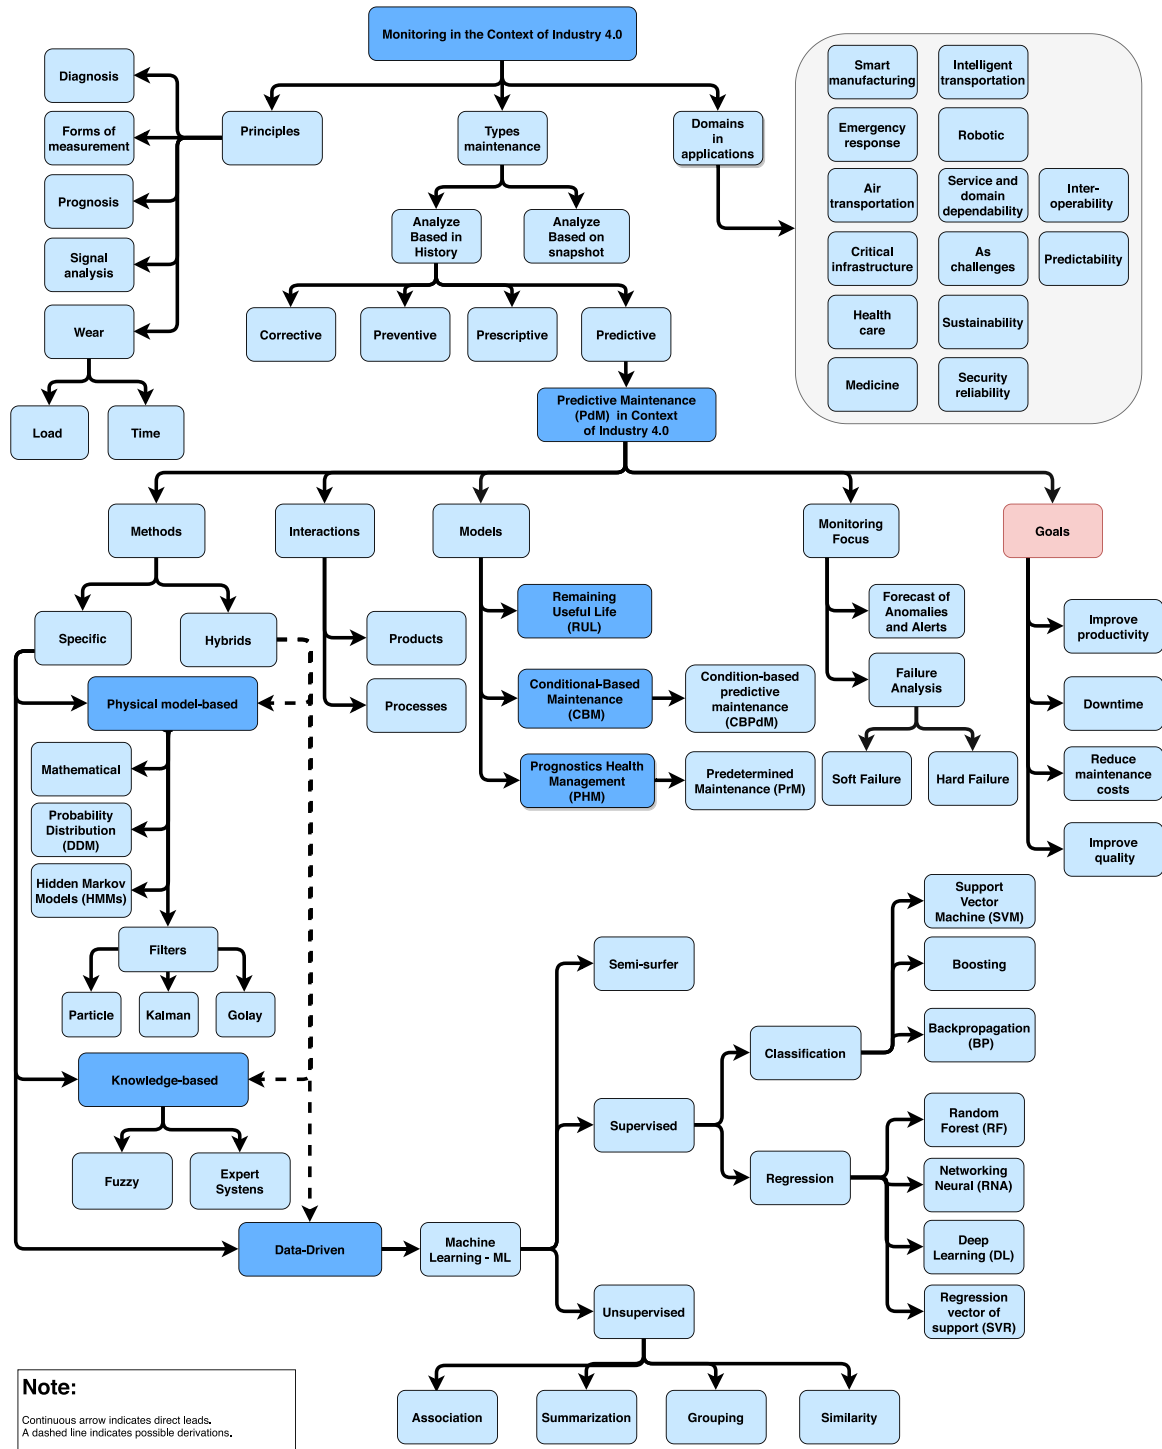 Monitoring in the Context of Industry 4.0
Diagnosis
Forms of
measurement
Prognosis
Signal
analysis
Wear
Load
Time
Principles
Types
maintenance
Domains
in
applications
Analyze
Based in
History
Analyze
Based on
snapshot
Corrective
Preventive
Prescriptive
Predictive
Smart
manufacturing
Intelligent
transportation
Emergency
response
Robotic
Air
transportation
Service and
domain
dependability
Inter-
operability
Critical
infrastructure
As
challenges
Predictability
Health
care
Sustainability
Medicine
Security
reliability
Predictive Maintenance
(PdM) in Context
of Industry 4.0
Methods
Interactions
Models
Monitoring
Focus
Goals
Specific
Hybrids
Products
Processes
Remaining
Useful Life
(RUL)
Conditional-Based
Maintenance
(CBM)
Condition-based
predictive
maintenance
(CBPdM)
Prognostics Health
Management
(PHM)
Predetermined
Maintenance (PrM)
Forecast of
Anomalies
and Alerts
Failure
Analysis
Soft Failure
Hard Failure
Improve
productivity
Downtime
Reduce
maintenance
costs
Improve
quality
Physical model-based
Mathematical
Probability
Distribution
(DDM)
Hidden Markov
Models (HMMs)
Filters
Particle
Kalman
Golay
Knowledge-based
Fuzzy
Expert
Systens
Data-Driven
Machine
Learning - ML
Semi-surfer
Supervised
Unsupervised
Classification
Regression
Support
Vector
Machine (SVM)
Boosting
Backpropagation
(BP)
Random
Forest (RF)
Networking
Neural (RNA)
Deep
Learning (DL)
Regression
vector of
support (SVR)
Association
Summarization
Grouping
Similarity
Note:
Continuous arrow indicates direct leads.
A dashed line indicates possible derivations.